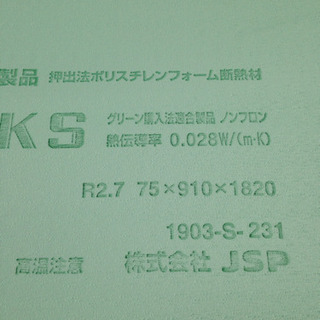 製品 押出法ポリスチレンフォーム断熱材
KS グリーン購入法適合製品 ノンフロン
熱伝導率 0.028W/(m·K)
R2.7 75×910×1820
1903-S-231
高温注意 株式会社 JSP